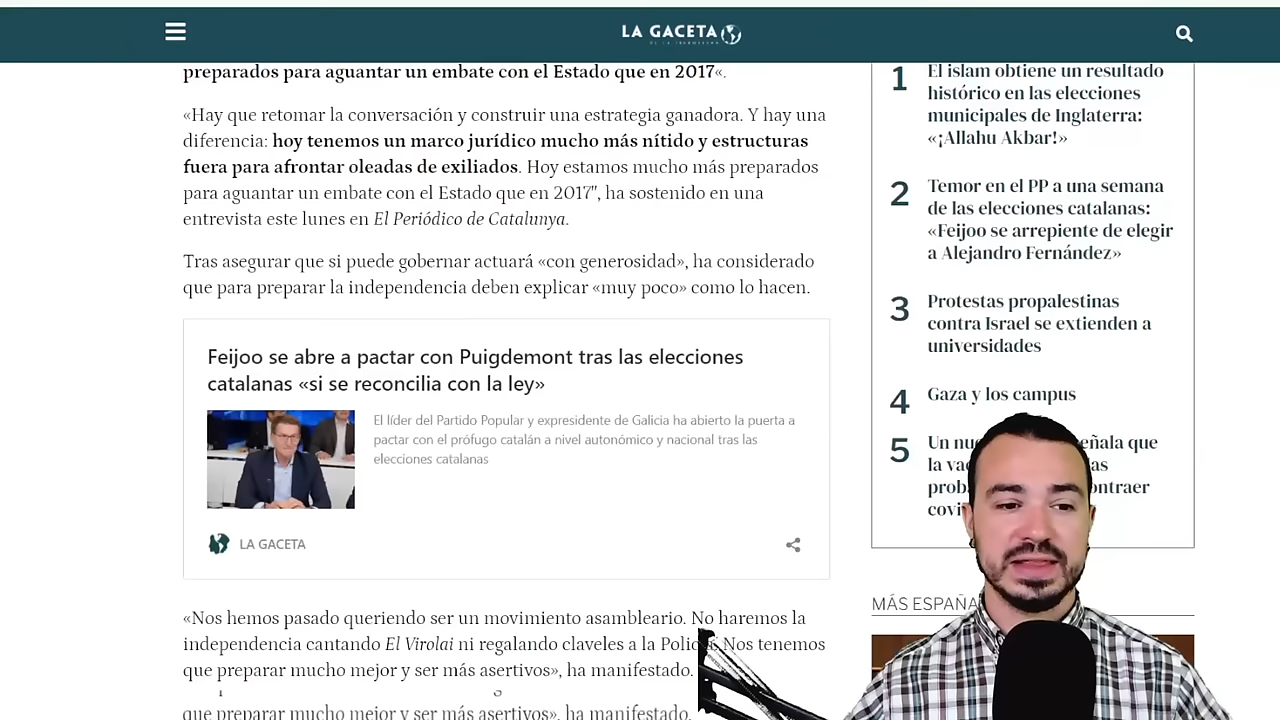 LA GACETA
preparados para aguantar un embate con el Estado que en 2017«.
«Hay que retomar la conversación y construir una estrategia ganadora. Y hay una
diferencia: hoy tenemos un marco jurídico mucho más nítido y estructuras
fuera para afrontar oleadas de exiliados. Hoy estamos mucho más preparados
para aguantar un embate con el Estado que en 2017", ha sostenido en una
entrevista este lunes en El Periódico de Catalunya.
Tras asegurar que si puede gobernar actuará «con generosidad», ha considerado
que para preparar la independencia deben explicar «muy poco» como lo hacen.
Feijoo se abre a pactar con Puigdemont tras las elecciones
catalanas «si se reconcilia con la ley»
El líder del Partido Popular y expresidente de Galicia ha abierto la puerta a
pactar con el prófugo catalán a nivel autonómico y nacional tras las
elecciones catalanas
LA GACETA
«Nos hemos pasado queriendo ser un movimiento asambleario. No haremos la
independencia cantando El Virolai ni regalando claveles a la Nos tenemos
que preparar mucho mejor y ser más asertivos», ha manifestado.
que preparar mucho mejor y ser más asertivos», ha manifestado.
1 El islam obtiene un resultado
histórico en las elecciones
municipales de Inglaterra:
«¡Allahu Akbar!»
2 Temor en el PP a una semana
de las elecciones catalanas:
«Feijoo se arrepiente de elegir
a Alejandro Fernández»
3 Protestas propalestinas
contra Israel se extienden a
universidades
4 Gaza y los campus
5 Un
la
MÁS ESPAÑA